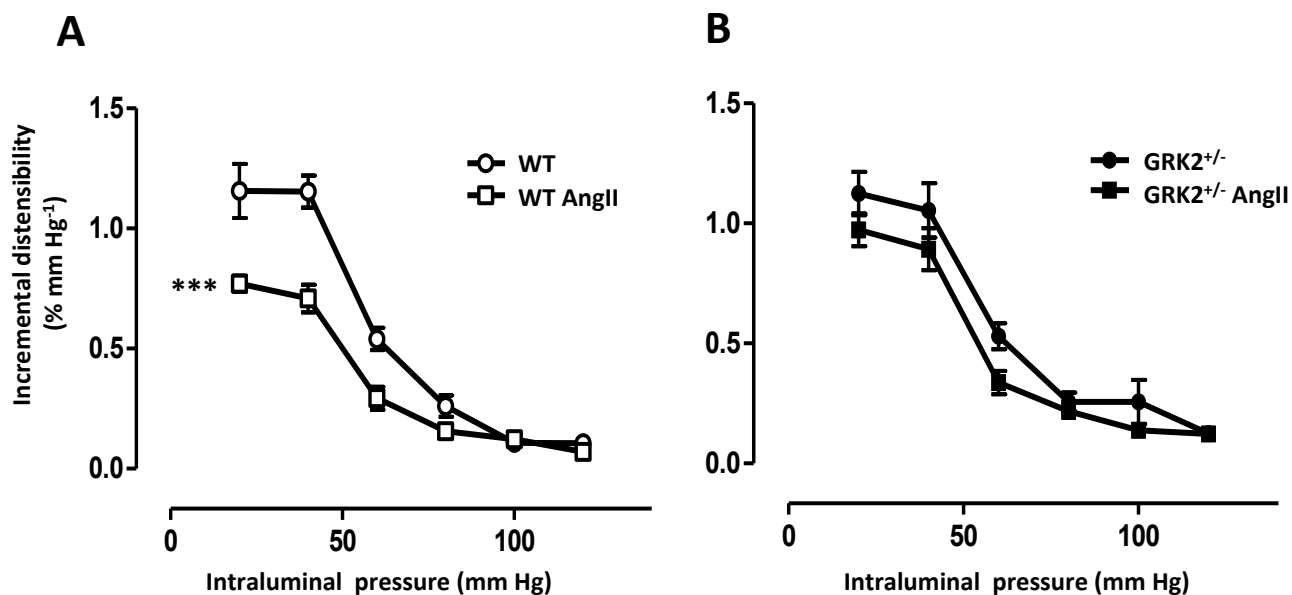 A
Incremental distensibility
(% mm Hg⁻¹)
1.5
1.0
0.5
0.0
***
WT
WT AngII
0
50
100
Intraluminal pressure (mm Hg)
B
1.5
1.0
0.5
0.0
GRK2⁺/⁻
GRK2⁺/⁻ AngII
0
50
100
Intraluminal pressure (mm Hg)